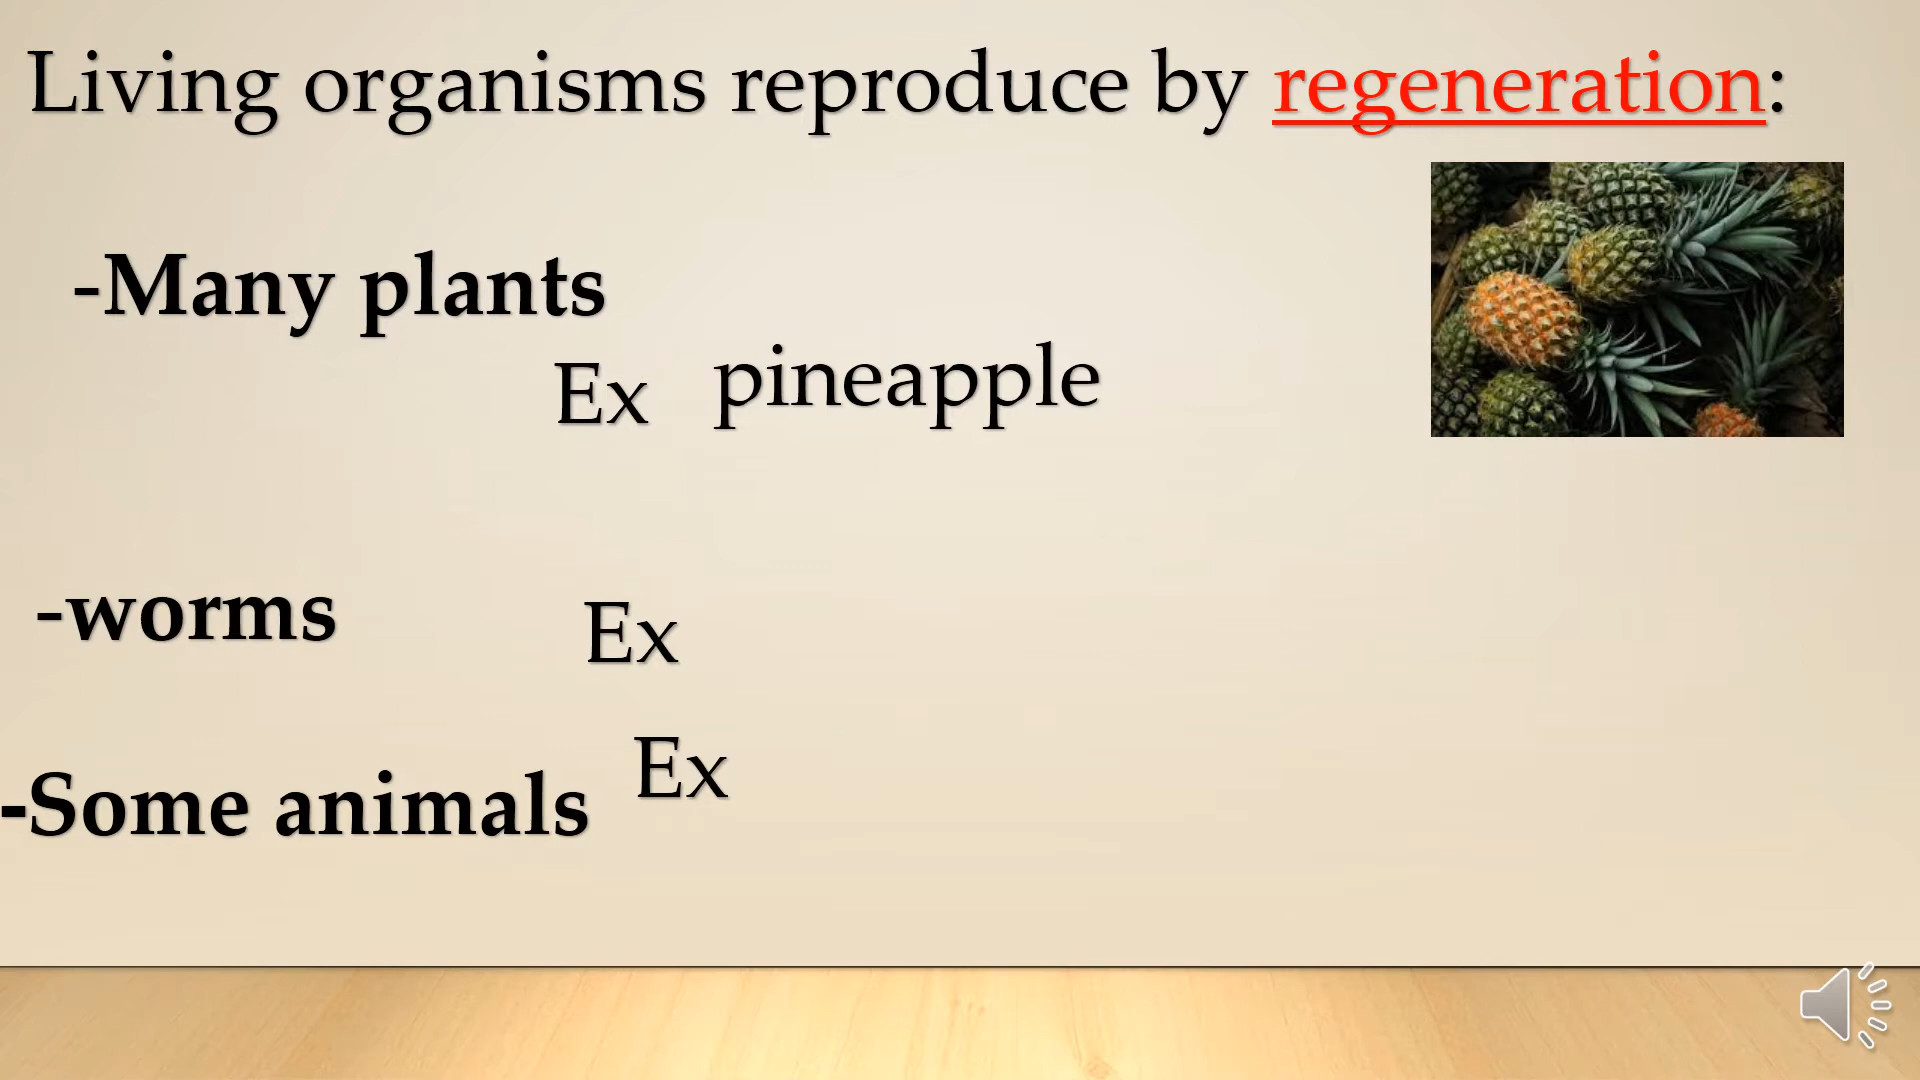 Living organisms reproduce by regeneration:
-Many plants
Ex pineapple
-worms Ex
-Some animals Ex